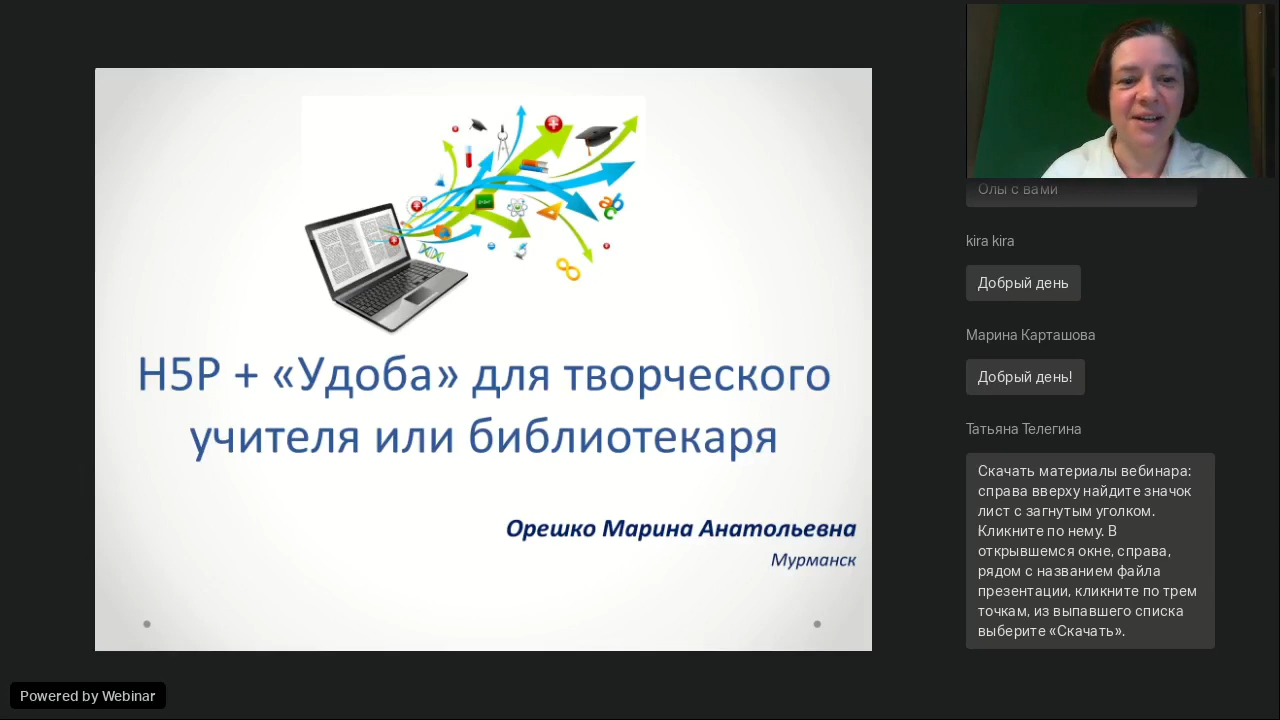 H5P + «Удоба» для творческого
учителя или библиотекаря
Орешко Марина Анатольевна
Мурманск
Олы с вами
kira kira
Добрый день
Марина Карташова
Добрый день!
Татьяна Телегина
Скачать материалы вебинара:
справа вверху найдите значок
лист с загнутым уголком.
Кликните по нему. В
открывшемся окне, справа,
рядом с названием файла
презентации, кликните по трем
точкам, из выпавшего списка
выберите «Скачать».
Powered by Webinar